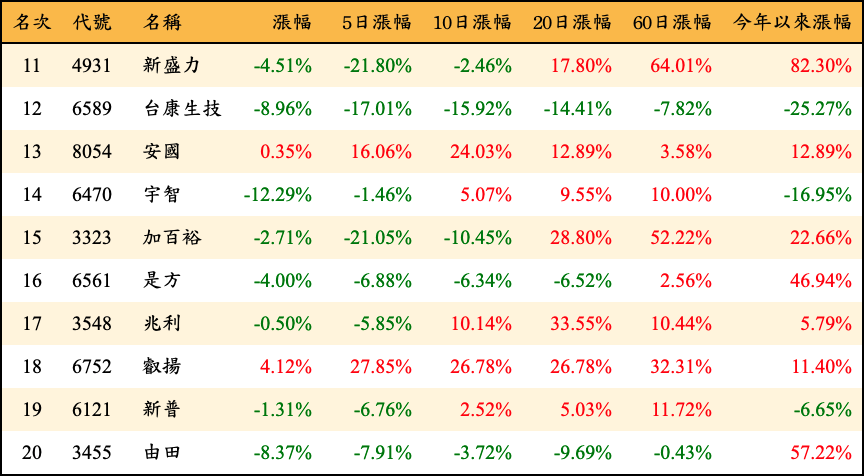 名次 代號 名稱 漲幅 5日漲幅 10日漲幅 20日漲幅 60日漲幅 今年以來漲幅
11 4931 新盛力 -4.51% -21.80% -2.46% 17.80% 64.01% 82.30%
12 6589 台康生技 -8.96% -17.01% -15.92% -14.41% -7.82% -25.27%
13 8054 安國 0.35% 16.06% 24.03% 12.89% 3.58% 12.89%
14 6470 宇智 -12.29% -1.46% 5.07% 9.55% 10.00% -16.95%
15 3323 加百裕 -2.71% -21.05% -10.45% 28.80% 52.22% 22.66%
16 6561 是方 -4.00% -6.88% -6.34% -6.52% 2.56% 46.94%
17 3548 兆利 -0.50% -5.85% 10.14% 33.55% 10.44% 5.79%
18 6752 叡揚 4.12% 27.85% 26.78% 26.78% 32.31% 11.40%
19 6121 新普 -1.31% -6.76% 2.52% 5.03% 11.72% -6.65%
20 3455 由田 -8.37% -7.91% -3.72% -9.69% -0.43% 57.22%